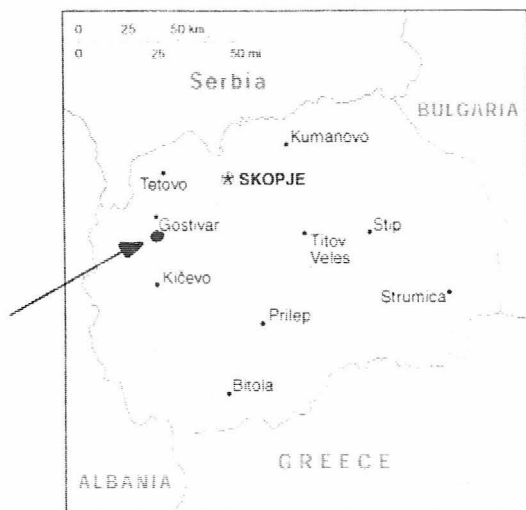 0 25 50 km
0 25 50 mi
Serbia
BULGARIA
Kumanovo
Tetovo
SKOPJE
Gostivar
Titov
Veles
Stip
Kičevo
Strumica
Prilep
Bitola
GREECE
ALBANIA